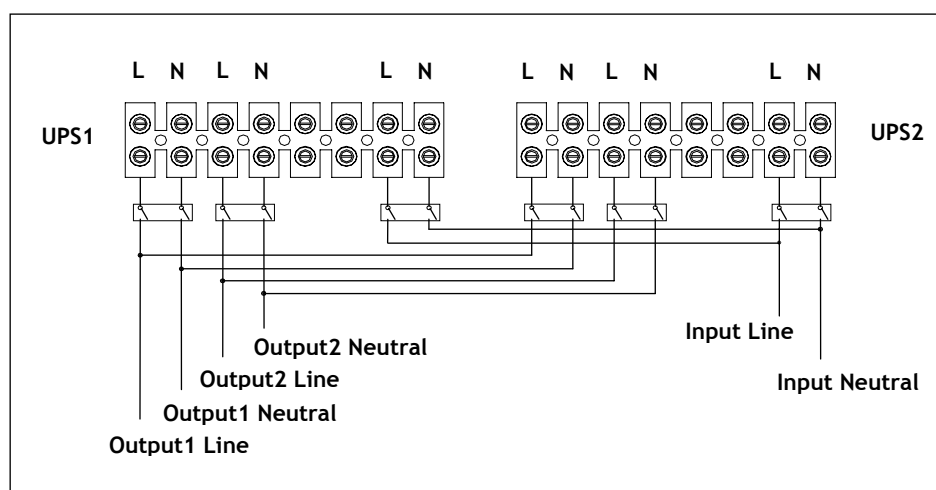 L N L N L N L N L N L N
UPS1 UPS2
Output2 Neutral Input Line
Output2 Line Input Neutral
Output1 Neutral
Output1 Line